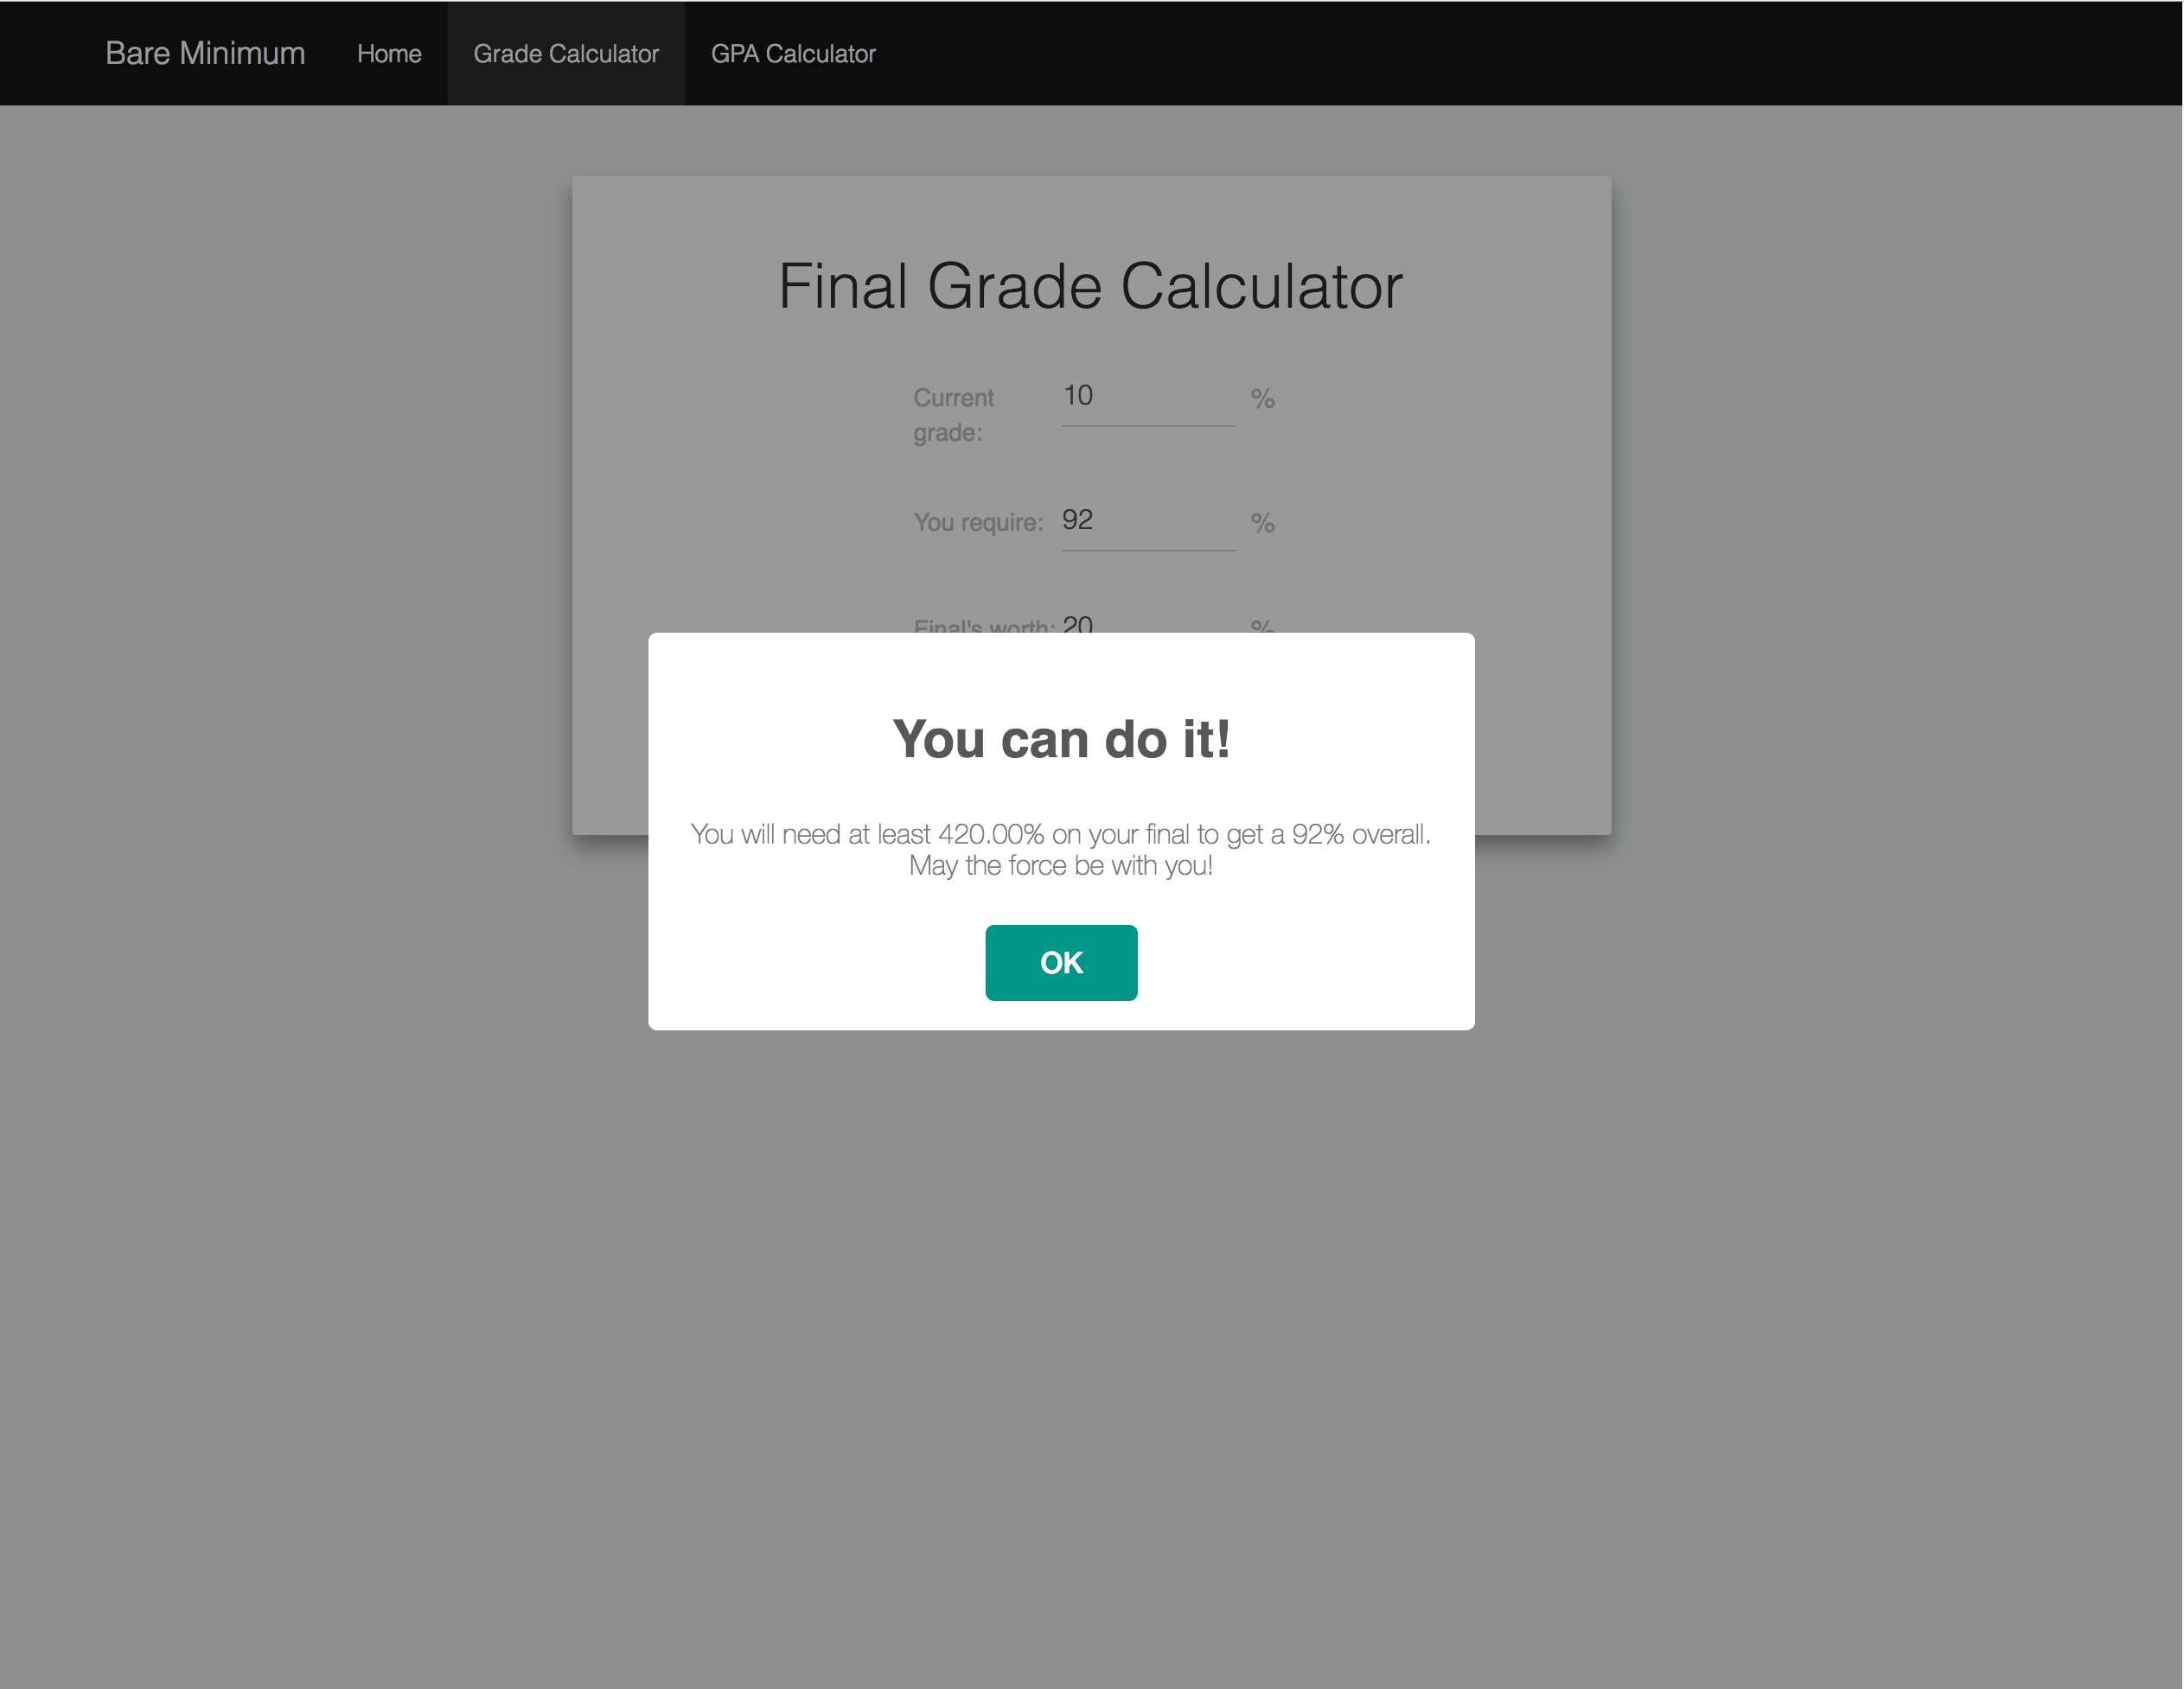 Bare Minimum Home Grade Calculator GPA Calculator
Final Grade Calculator
Current grade: 10 %
You require: 92 %
Final's worth: 20 %
You can do it!
You will need at least 420.00% on your final to get a 92% overall.
May the force be with you!
OK